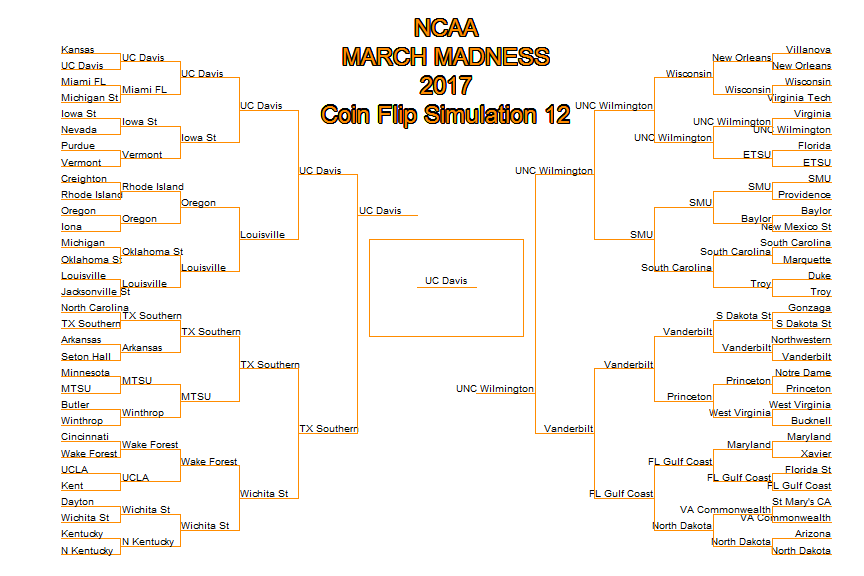 NCAA
MARCH MADNESS
2017
Coin Flip Simulation 12
Kansas
UC Davis
Miami FL
Michigan St
Iowa St
Nevada
Purdue
Vermont
Creighton
Rhode Island
Oregon
Iona
Michigan
Oklahoma St
Louisville
Jacksonville St
North Carolina
TX Southern
Arkansas
Seton Hall
Minnesota
MTSU
Butler
Winthrop
Cincinnati
Wake Forest
UCLA
Kent
Dayton
Wichita St
Kentucky
N Kentucky
UC Davis
Miami FL
Iowa St
Vermont
Rhode Island
Oregon
Oklahoma St
Louisville
TX Southern
Arkansas
MTSU
Winthrop
Wake Forest
UCLA
Wichita St
N Kentucky
UC Davis
Iowa St
Oregon
Louisville
TX Southern
MTSU
Wake Forest
Wichita St
UC Davis
Louisville
TX Southern
Wichita St
UC Davis
TX Southern
UC Davis
UC Davis
UNC Wilmington
UNC Wilmington
Vanderbilt
UNC Wilmington
SMU
Vanderbilt
FL Gulf Coast
Wisconsin
UNC Wilmington
SMU
South Carolina
Vanderbilt
Princeton
FL Gulf Coast
North Dakota
New Orleans
Wisconsin
UNC Wilmington
ETSU
SMU
Baylor
South Carolina
Troy
S Dakota St
Vanderbilt
Princeton
West Virginia
Maryland
FL Gulf Coast
VA Commonwealth
North Dakota
Villanova
New Orleans
Wisconsin
Virginia Tech
Virginia
UNC Wilmington
Florida
ETSU
SMU
Providence
Baylor
New Mexico St
South Carolina
Marquette
Duke
Troy
Gonzaga
S Dakota St
Northwestern
Vanderbilt
Notre Dame
Princeton
West Virginia
Bucknell
Maryland
Xavier
Florida St
FL Gulf Coast
St Mary's CA
VA Commonwealth
Arizona
North Dakota